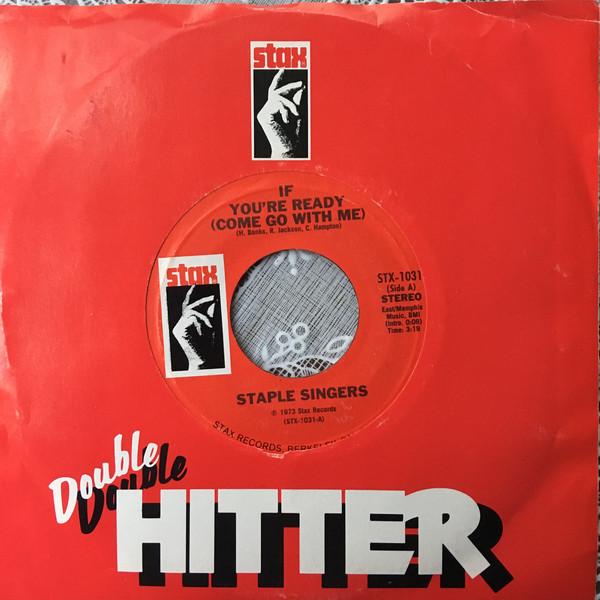 stax
IF
YOU'RE READY
(COME GO WITH ME)
(H. Banks, R. Jackson, C. Hampton)
stax
STX-1031
(Side A)
STEREO
East/Memphis
Music, BMI
(Intro. 0:08)
Time: 3:19
STAPLE SINGERS
℗ 1973 Stax Records
(STX-1031-A)
STAX RECORDS, BERKELEY,
Double
HITTER